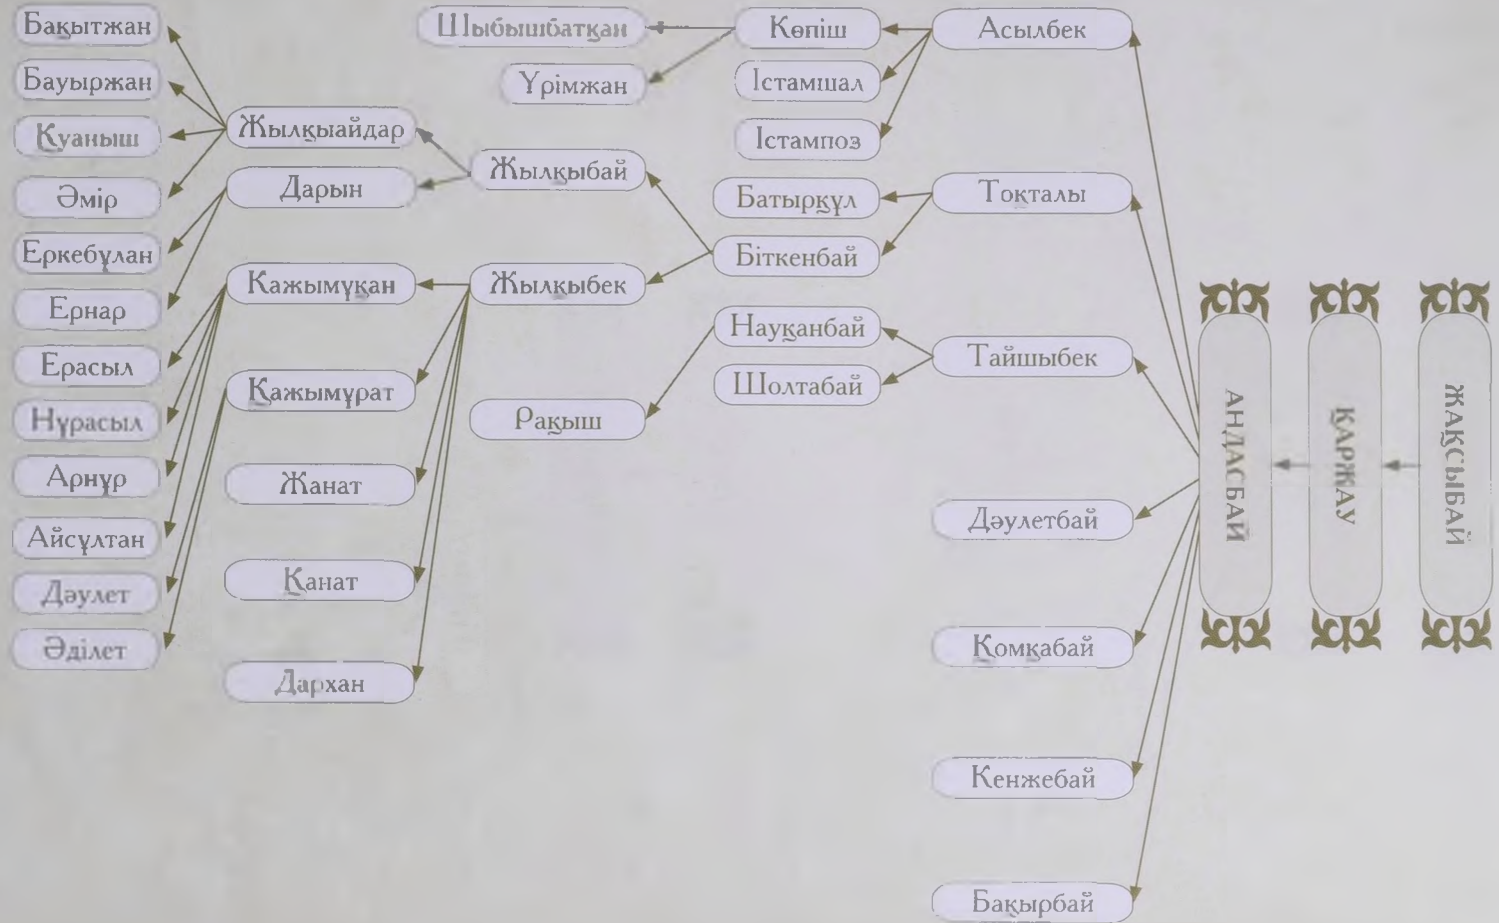 ЖАҚСЫБАЙ
ҚАРЖАУ
АНДАСБАЙ
Асылбек
Тоқталы
Тайшыбек
Дәулетбай
Қомқабай
Кенжебай
Бақырбай
Көпіш
Істамшал
Істампоз
Батырқұл
Біткенбай
Науқанбай
Шолтабай
Шыбышбатқан
Үрімжан
Жылқыбай
Жылқыбек
Рақыш
Жылқыайдар
Дарын
Кажымұқан
Қажымұрат
Жанат
Қанат
Дархан
Бақытжан
Бауыржан
Қуаныш
Әмір
Еркебұлан
Ернар
Ерасыл
Нұрасыл
Арнұр
Айсұлтан
Дәулет
Әділет